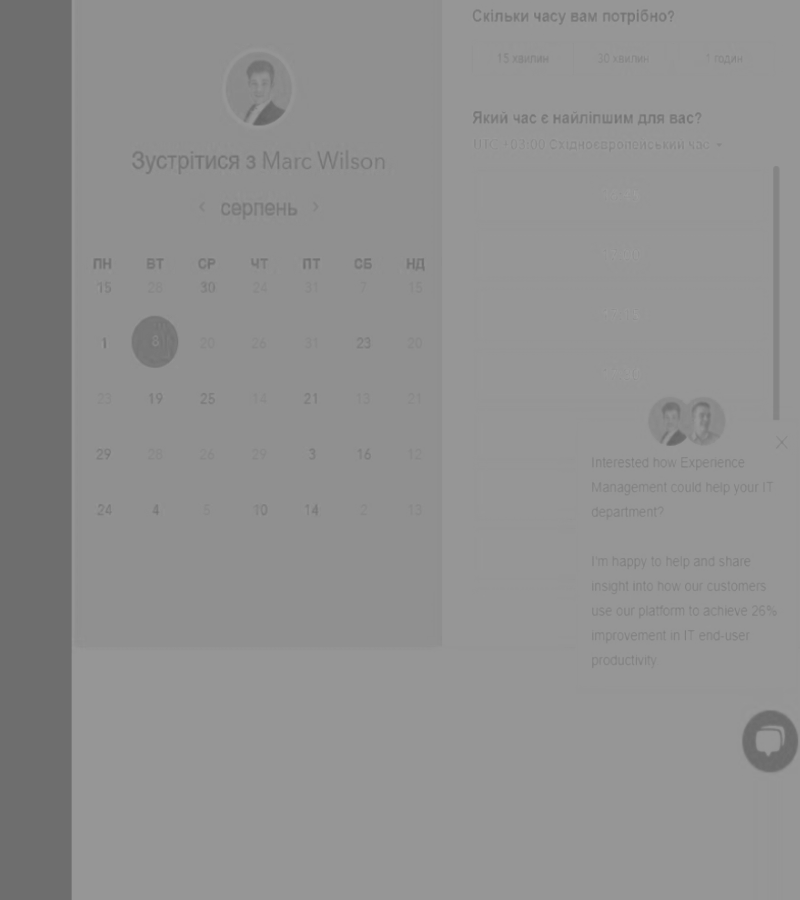 Скільки часу вам потрібно?
15 хвилин 30 хвилин 1 годин
Який час є найліпшим для вас?
UTC +03:00 Східноєвропейський час
Зустрітися з Marc Wilson
серпень
ПН ВТ СР ЧТ ПТ СБ НД
15 28 30 24 31 7 15
1 8 20 26 31 23 20
23 19 25 14 21 13 21
29 28 26 29 3 16 12
24 4 5 10 14 2 13
Interested how Experience
Management could help your IT
department?
I'm happy to help and share
insight into how our customers
use our platform to achieve 26%
improvement in IT end-user
productivity